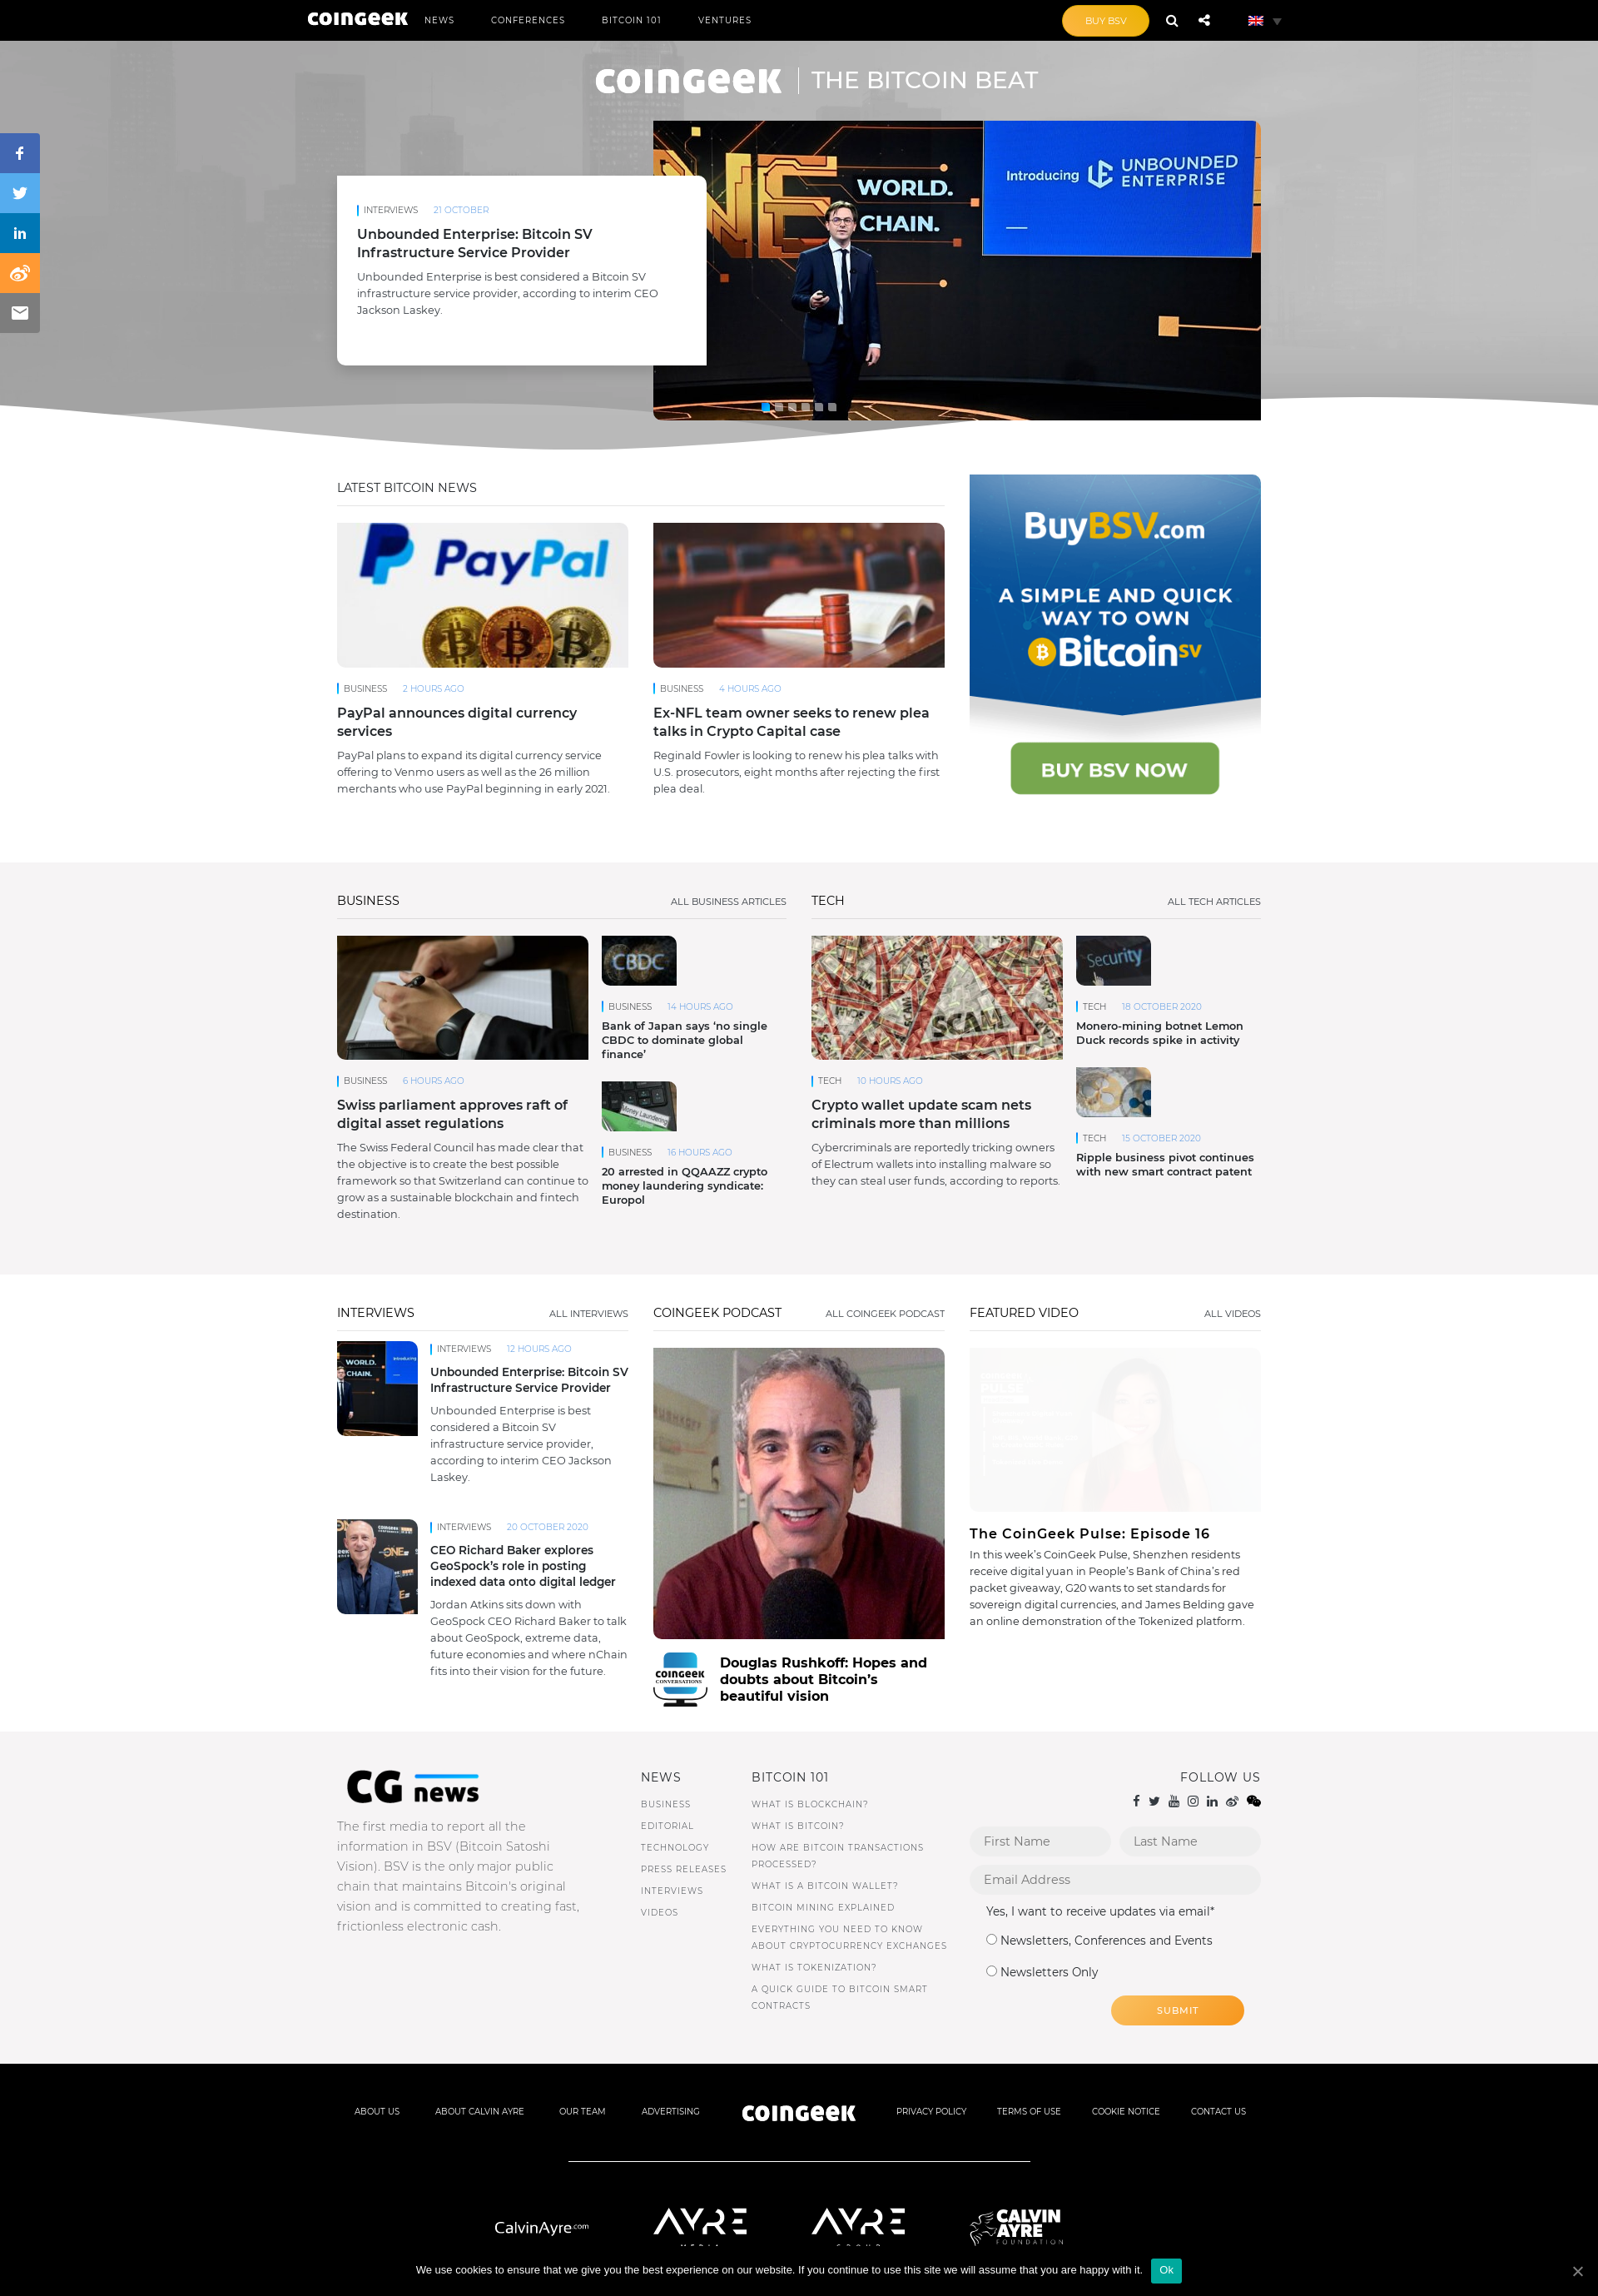 coingeek NEWS CONFERENCES BITCOIN 101 VENTURES BUY BSV
coingeek THE BITCOIN BEAT
INTERVIEWS 21 OCTOBER
Unbounded Enterprise: Bitcoin SV
Infrastructure Service Provider
Unbounded Enterprise is best considered a Bitcoin SV
infrastructure service provider, according to interim CEO
Jackson Laskey.
WORLD.
CHAIN.
Introducing UNBOUNDED
ENTERPRISE
LATEST BITCOIN NEWS
PayPal
BUSINESS 2 HOURS AGO
PayPal announces digital currency
services
PayPal plans to expand its digital currency service
offering to Venmo users as well as the 26 million
merchants who use PayPal beginning in early 2021.
BUSINESS 4 HOURS AGO
Ex-NFL team owner seeks to renew plea
talks in Crypto Capital case
Reginald Fowler is looking to renew his plea talks with
U.S. prosecutors, eight months after rejecting the first
plea deal.
BuyBSV.com
A SIMPLE AND QUICK
WAY TO OWN
Bitcoin SV
BUY BSV NOW
BUSINESS ALL BUSINESS ARTICLES
BUSINESS 6 HOURS AGO
Swiss parliament approves raft of
digital asset regulations
The Swiss Federal Council has made clear that
the objective is to create the best possible
framework so that Switzerland can continue to
grow as a sustainable blockchain and fintech
destination.
CBDC
BUSINESS 14 HOURS AGO
Bank of Japan says ‘no single
CBDC to dominate global
finance’
Money Laundering
BUSINESS 16 HOURS AGO
20 arrested in QQAAZZ crypto
money laundering syndicate:
Europol
TECH ALL TECH ARTICLES
SCAM
TECH 10 HOURS AGO
Crypto wallet update scam nets
criminals more than millions
Cybercriminals are reportedly tricking owners
of Electrum wallets into installing malware so
they can steal user funds, according to reports.
Security
TECH 18 OCTOBER 2020
Monero-mining botnet Lemon
Duck records spike in activity
TECH 15 OCTOBER 2020
Ripple business pivot continues
with new smart contract patent
INTERVIEWS ALL INTERVIEWS
WORLD.
CHAIN.
Introducing
INTERVIEWS 12 HOURS AGO
Unbounded Enterprise: Bitcoin SV
Infrastructure Service Provider
Unbounded Enterprise is best
considered a Bitcoin SV
infrastructure service provider,
according to interim CEO Jackson
Laskey.
INTERVIEWS 20 OCTOBER 2020
CEO Richard Baker explores
GeoSpock’s role in posting
indexed data onto digital ledger
Jordan Atkins sits down with
GeoSpock CEO Richard Baker to talk
about GeoSpock, extreme data,
future economies and where nChain
fits into their vision for the future.
COINGEEK PODCAST ALL COINGEEK PODCAST
coingeek
CONVERSATIONS
Douglas Rushkoff: Hopes and
doubts about Bitcoin’s
beautiful vision
FEATURED VIDEO ALL VIDEOS
The CoinGeek Pulse: Episode 16
In this week’s CoinGeek Pulse, Shenzhen residents
receive digital yuan in People’s Bank of China’s red
packet giveaway, G20 wants to set standards for
sovereign digital currencies, and James Belding gave
an online demonstration of the Tokenized platform.
CG news
The first media to report all the
information in BSV (Bitcoin Satoshi
Vision). BSV is the only major public
chain that maintains Bitcoin's original
vision and is committed to creating fast,
frictionless electronic cash.
NEWS
BUSINESS
EDITORIAL
TECHNOLOGY
PRESS RELEASES
INTERVIEWS
VIDEOS
BITCOIN 101
WHAT IS BLOCKCHAIN?
WHAT IS BITCOIN?
HOW ARE BITCOIN TRANSACTIONS
PROCESSED?
WHAT IS A BITCOIN WALLET?
BITCOIN MINING EXPLAINED
EVERYTHING YOU NEED TO KNOW
ABOUT CRYPTOCURRENCY EXCHANGES
WHAT IS TOKENIZATION?
A QUICK GUIDE TO BITCOIN SMART
CONTRACTS
FOLLOW US
First Name Last Name
Email Address
Yes, I want to receive updates via email*
Newsletters, Conferences and Events
Newsletters Only
SUBMIT
ABOUT US ABOUT CALVIN AYRE OUR TEAM ADVERTISING coingeek PRIVACY POLICY TERMS OF USE COOKIE NOTICE CONTACT US
CalvinAyre.com AYRE AYRE CALVIN
AYRE
FOUNDATION
We use cookies to ensure that we give you the best experience on our website. If you continue to use this site we will assume that you are happy with it. Ok